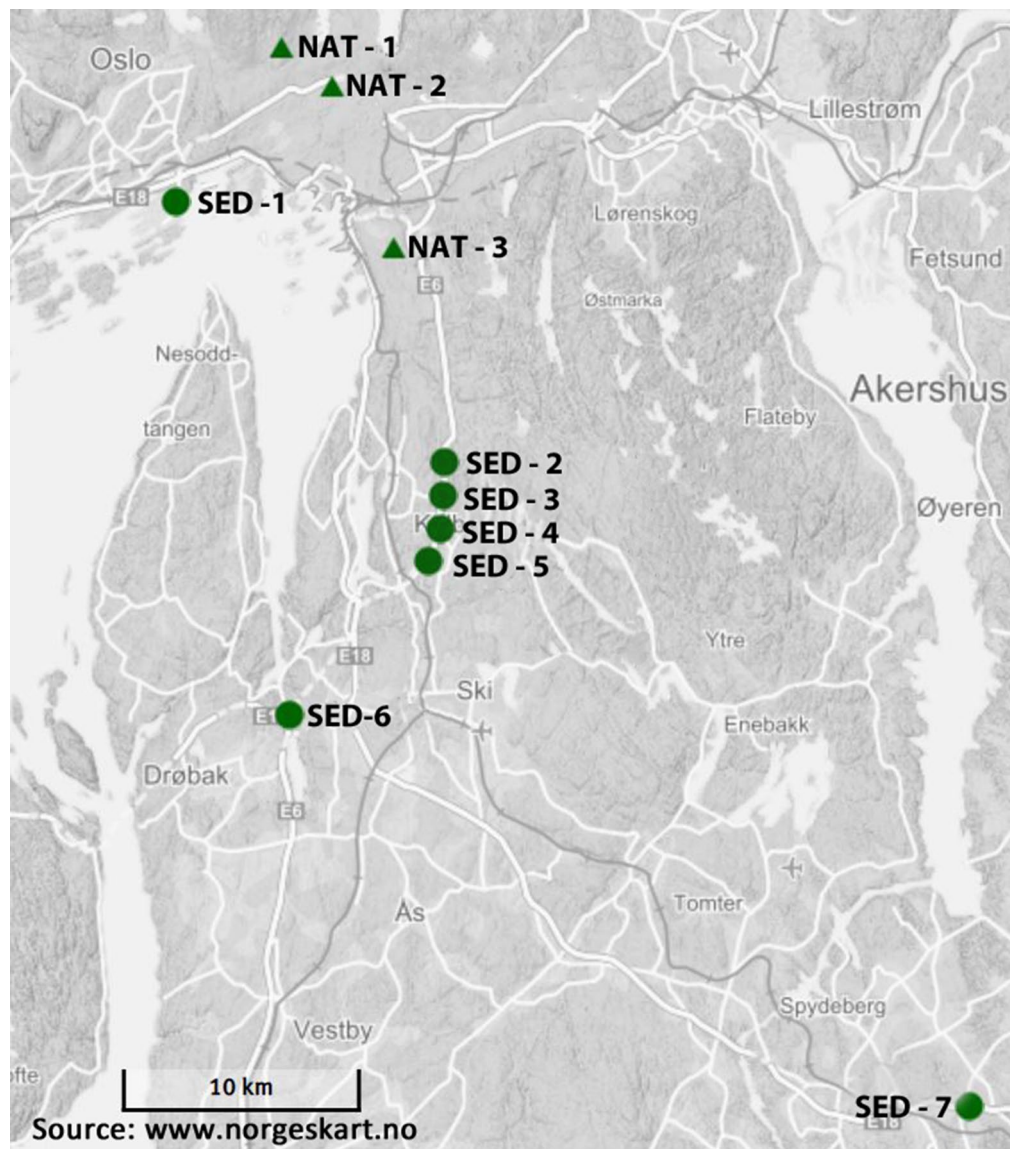 NAT - 1
Oslo
NAT - 2
Lillestrøm
E18
SED -1
Lørenskog
NAT - 3
Fetsund
E6
Østmarka
Nesodd-
tangen
Akershus
Flateby
SED - 2
SED - 3
Øyeren
SED - 4
SED - 5
Ytre
E18
Ski
SED-6
Enebakk
Drøbak
E6
Tomter
Ås
Spydeberg
Vestby
10 km
SED - 7
E18
Source: www.norgeskart.no